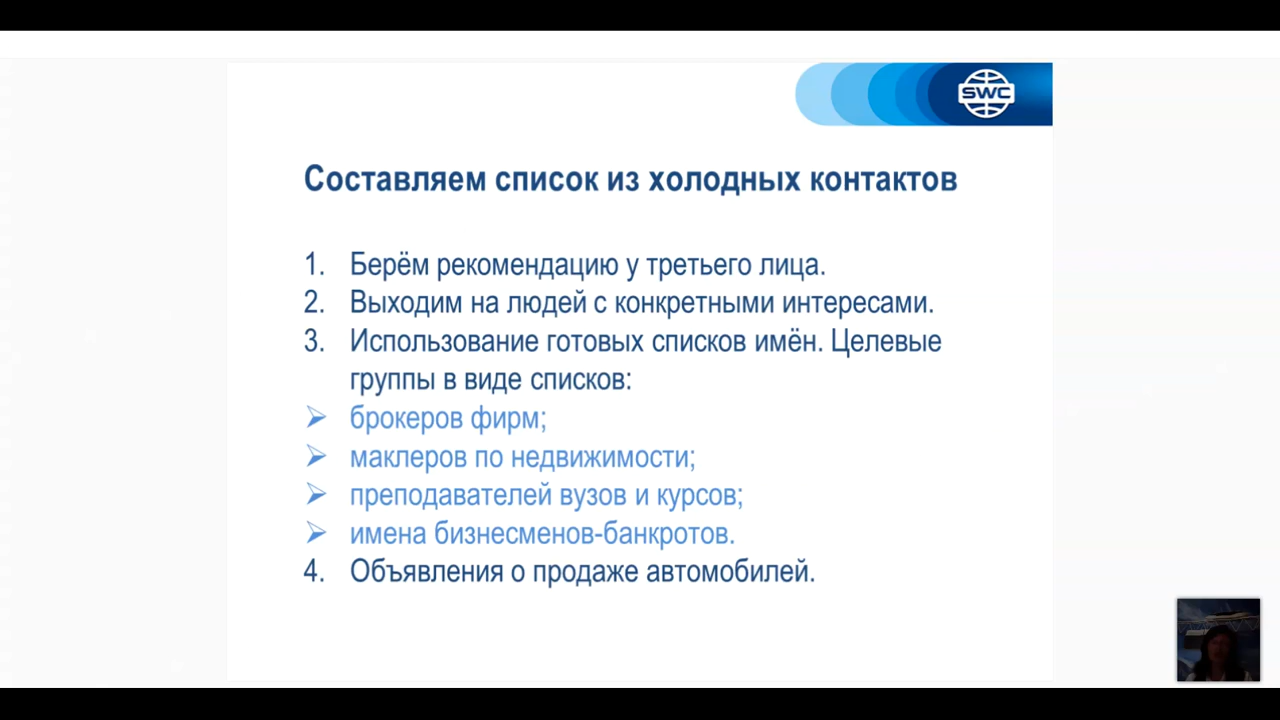 SWC
Составляем список из холодных контактов
1. Берём рекомендацию у третьего лица.
2. Выходим на людей с конкретными интересами.
3. Использование готовых списков имён. Целевые
группы в виде списков:
➢ брокеров фирм;
➢ маклеров по недвижимости;
➢ преподавателей вузов и курсов;
➢ имена бизнесменов-банкротов.
4. Объявления о продаже автомобилей.